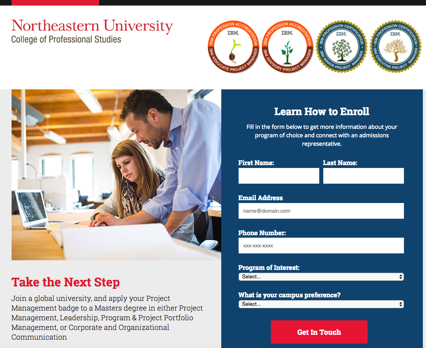 Northeastern University
College of Professional Studies
IBM
IBM
IBM
IBM
Learn How to Enroll
Fill in the form below to get more information about your
program of choice and connect with an admissions
representative.
First Name:
Last Name:
Email Address
name@domain.com
Phone Number:
xxx-xxx-xxxx
Program of Interest:
Select...
What is your campus preference?
Select...
Get In Touch
Take the Next Step
Join a global university, and apply your Project
Management badge to a Masters degree in either Project
Management, Leadership, Program & Project Portfolio
Management, or Corporate and Organizational
Communication